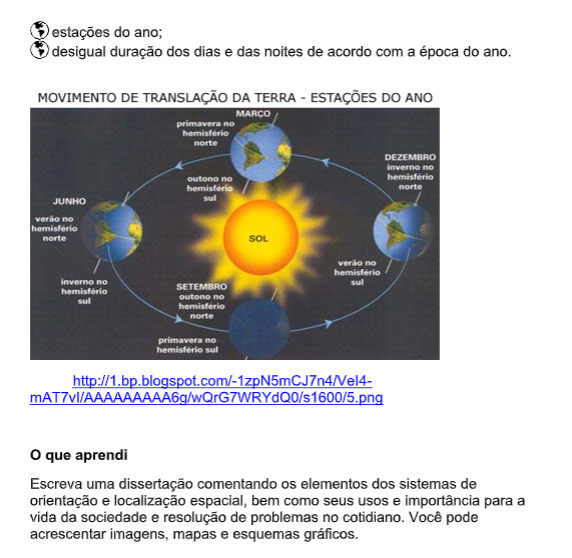 estações do ano;
desigual duração dos dias e das noites de acordo com a época do ano.
MOVIMENTO DE TRANSLAÇÃO DA TERRA - ESTAÇÕES DO ANO
MARÇO
primavera no
hemisfério
norte
outono no
hemisfério
sul
DEZEMBRO
inverno no
hemisfério
norte
verão no
hemisfério
sul
JUNHO
verão no
hemisfério
norte
inverno no
hemisfério
sul
SOL
SETEMBRO
outono no
hemisfério
norte
primavera no
hemisfério sul
http://1.bp.blogspot.com/-1zpN5mCJ7n4/VeI4-
mAT7vI/AAAAAAAAA6g/wQrG7WRYdQ0/s1600/5.png
O que aprendi
Escreva uma dissertação comentando os elementos dos sistemas de
orientação e localização espacial, bem como seus usos e importância para a
vida da sociedade e resolução de problemas no cotidiano. Você pode
acrescentar imagens, mapas e esquemas gráficos.